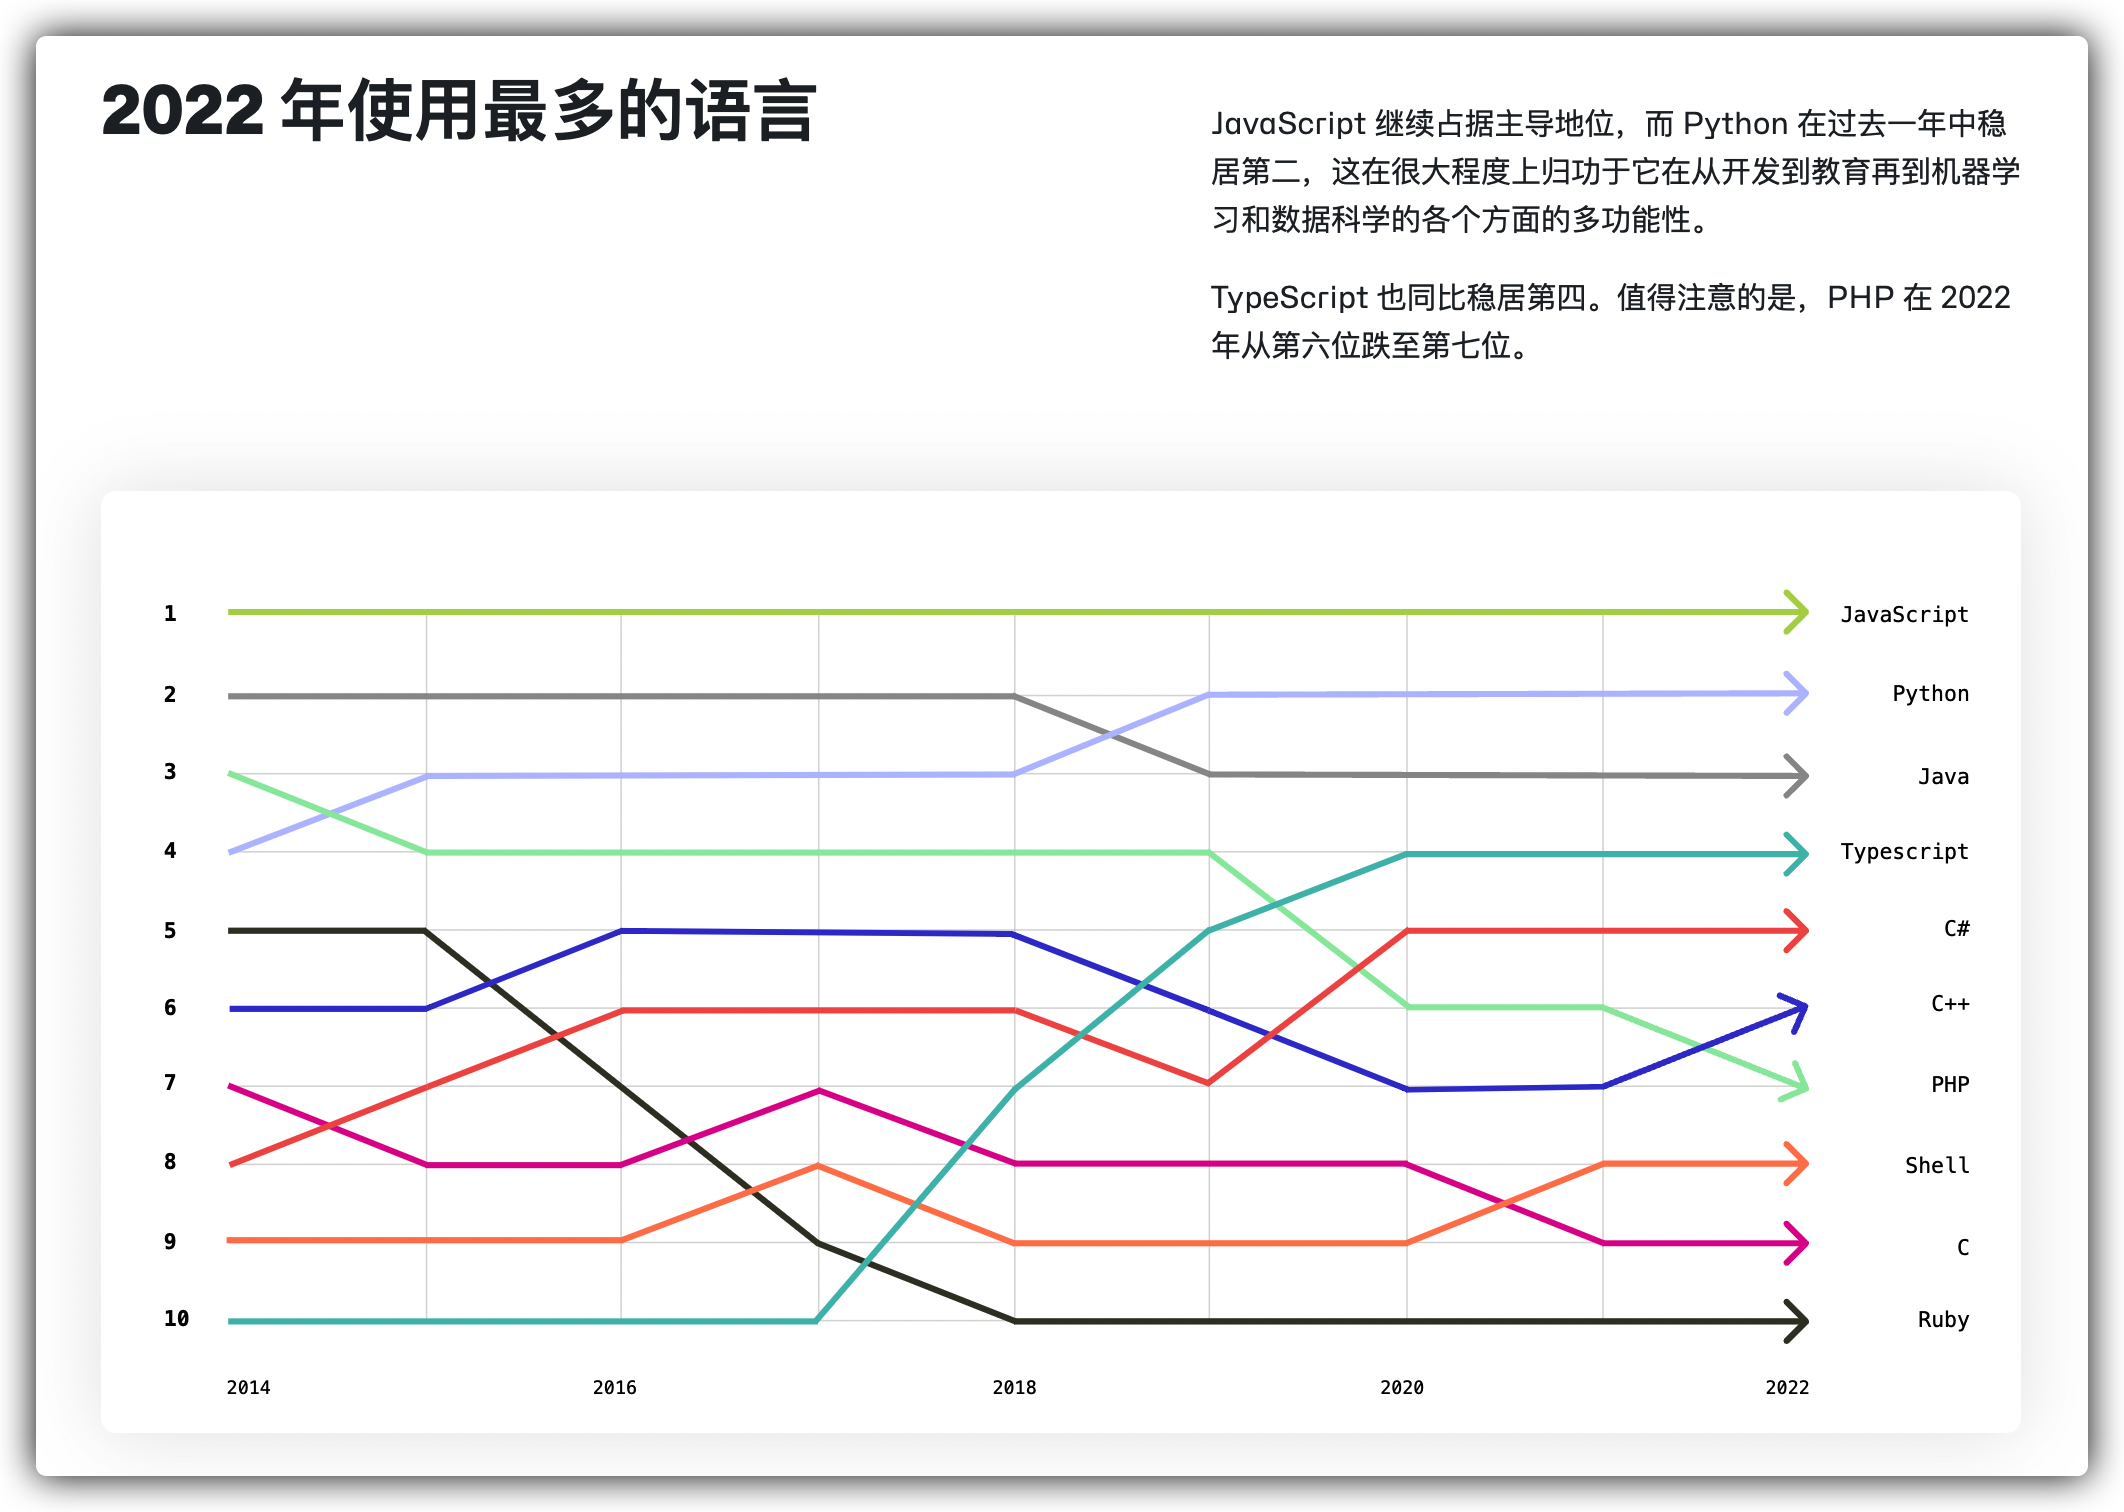 2022 年使用最多的语言
JavaScript 继续占据主导地位，而 Python 在过去一年中稳
居第二，这在很大程度上归功于它在从开发到教育再到机器学
习和数据科学的各个方面的多功能性。
TypeScript 也同比稳居第四。值得注意的是，PHP 在 2022
年从第六位跌至第七位。
1
JavaScript
2
Python
3
Java
4
Typescript
5
C#
6
C++
7
PHP
8
Shell
9
C
10
Ruby
2014 2016 2018 2020 2022